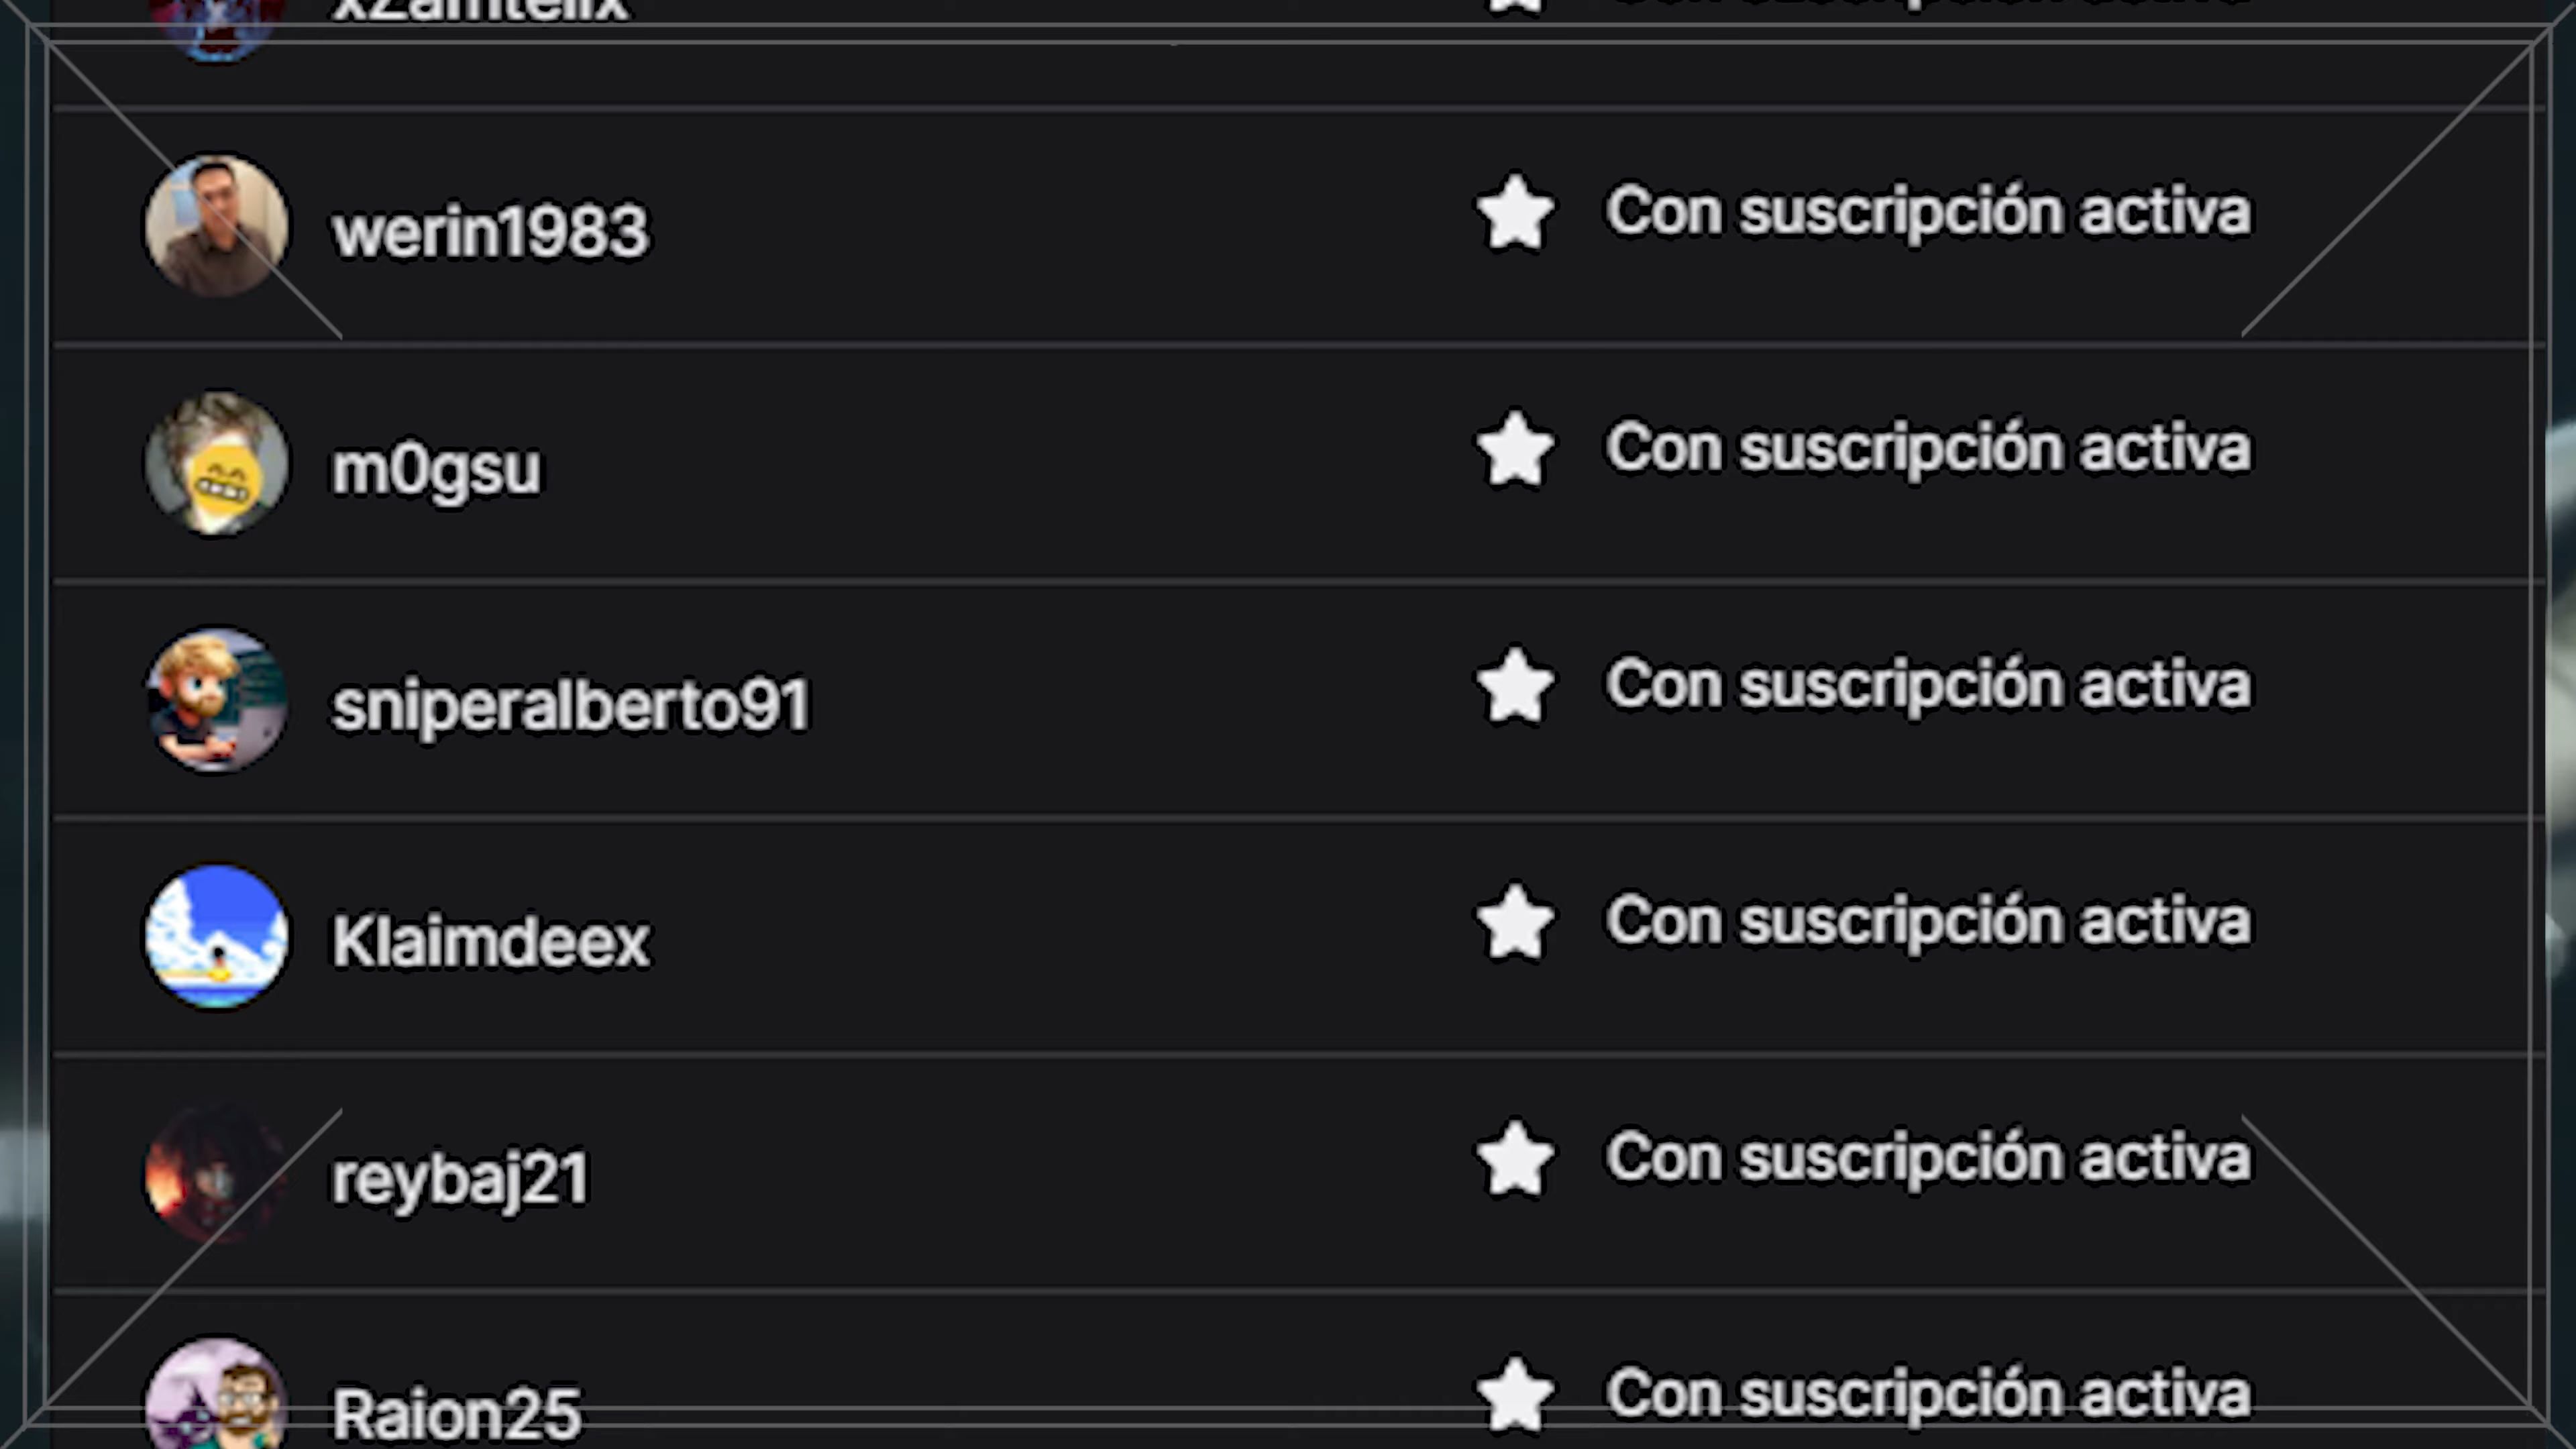 werin1983 Con suscripción activa
m0gsu Con suscripción activa
sniperalberto91 Con suscripción activa
Klaimdeex Con suscripción activa
reybaj21 Con suscripción activa
Raion25 Con suscripción activa